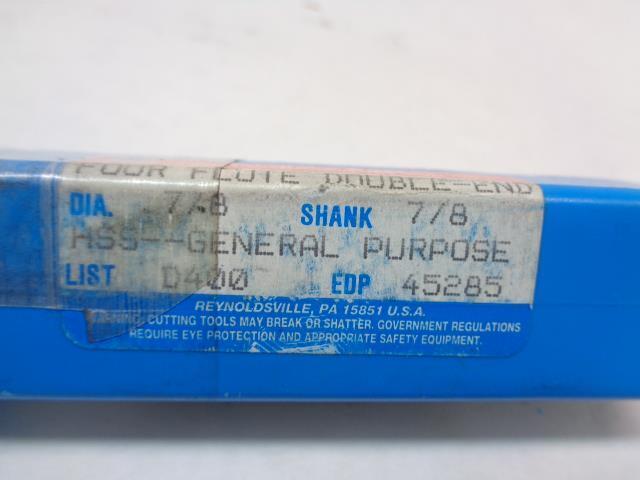 FOUR FLUTE DOUBLE-END
DIA. 7/8 SHANK 7/8
HSS--GENERAL PURPOSE
LIST D400 EDP 45285
REYNOLDSVILLE, PA 15851 U.S.A.
CUTTING TOOLS MAY BREAK OR SHATTER. GOVERNMENT REGULATIONS
REQUIRE EYE PROTECTION AND APPROPRIATE SAFETY EQUIPMENT.